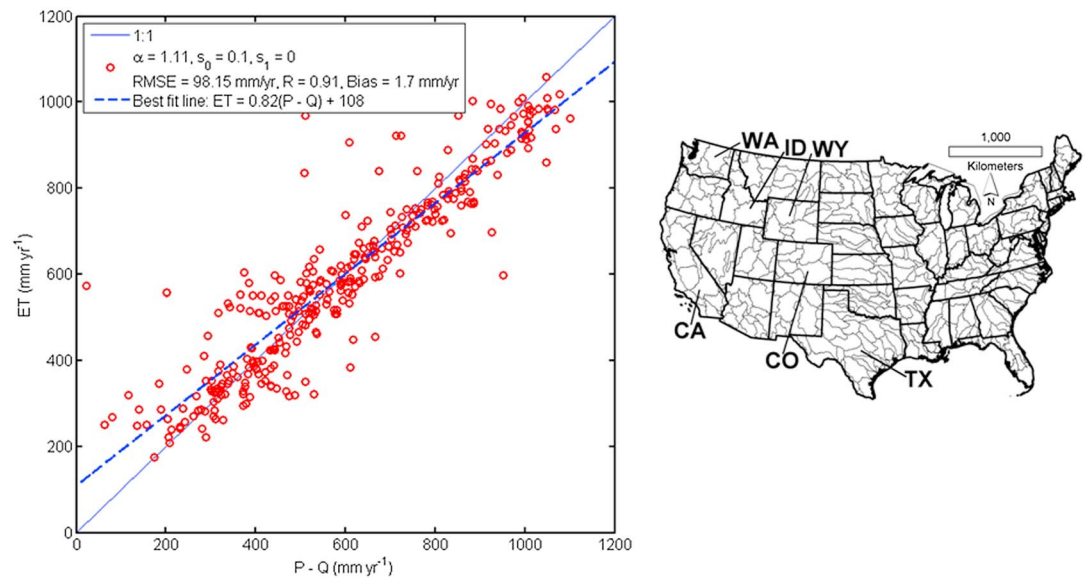 1200
1000
800
600
400
200
0
ET (mm yr⁻¹)
1:1
α = 1.11, s₀ = 0.1, s₁ = 0
RMSE = 98.15 mm/yr, R = 0.91, Bias = 1.7 mm/yr
Best fit line: ET = 0.82(P - Q) + 108
0 200 400 600 800 1000 1200
P - Q (mm yr⁻¹)
WA ID WY
1,000
Kilometers
N
CA
CO
TX